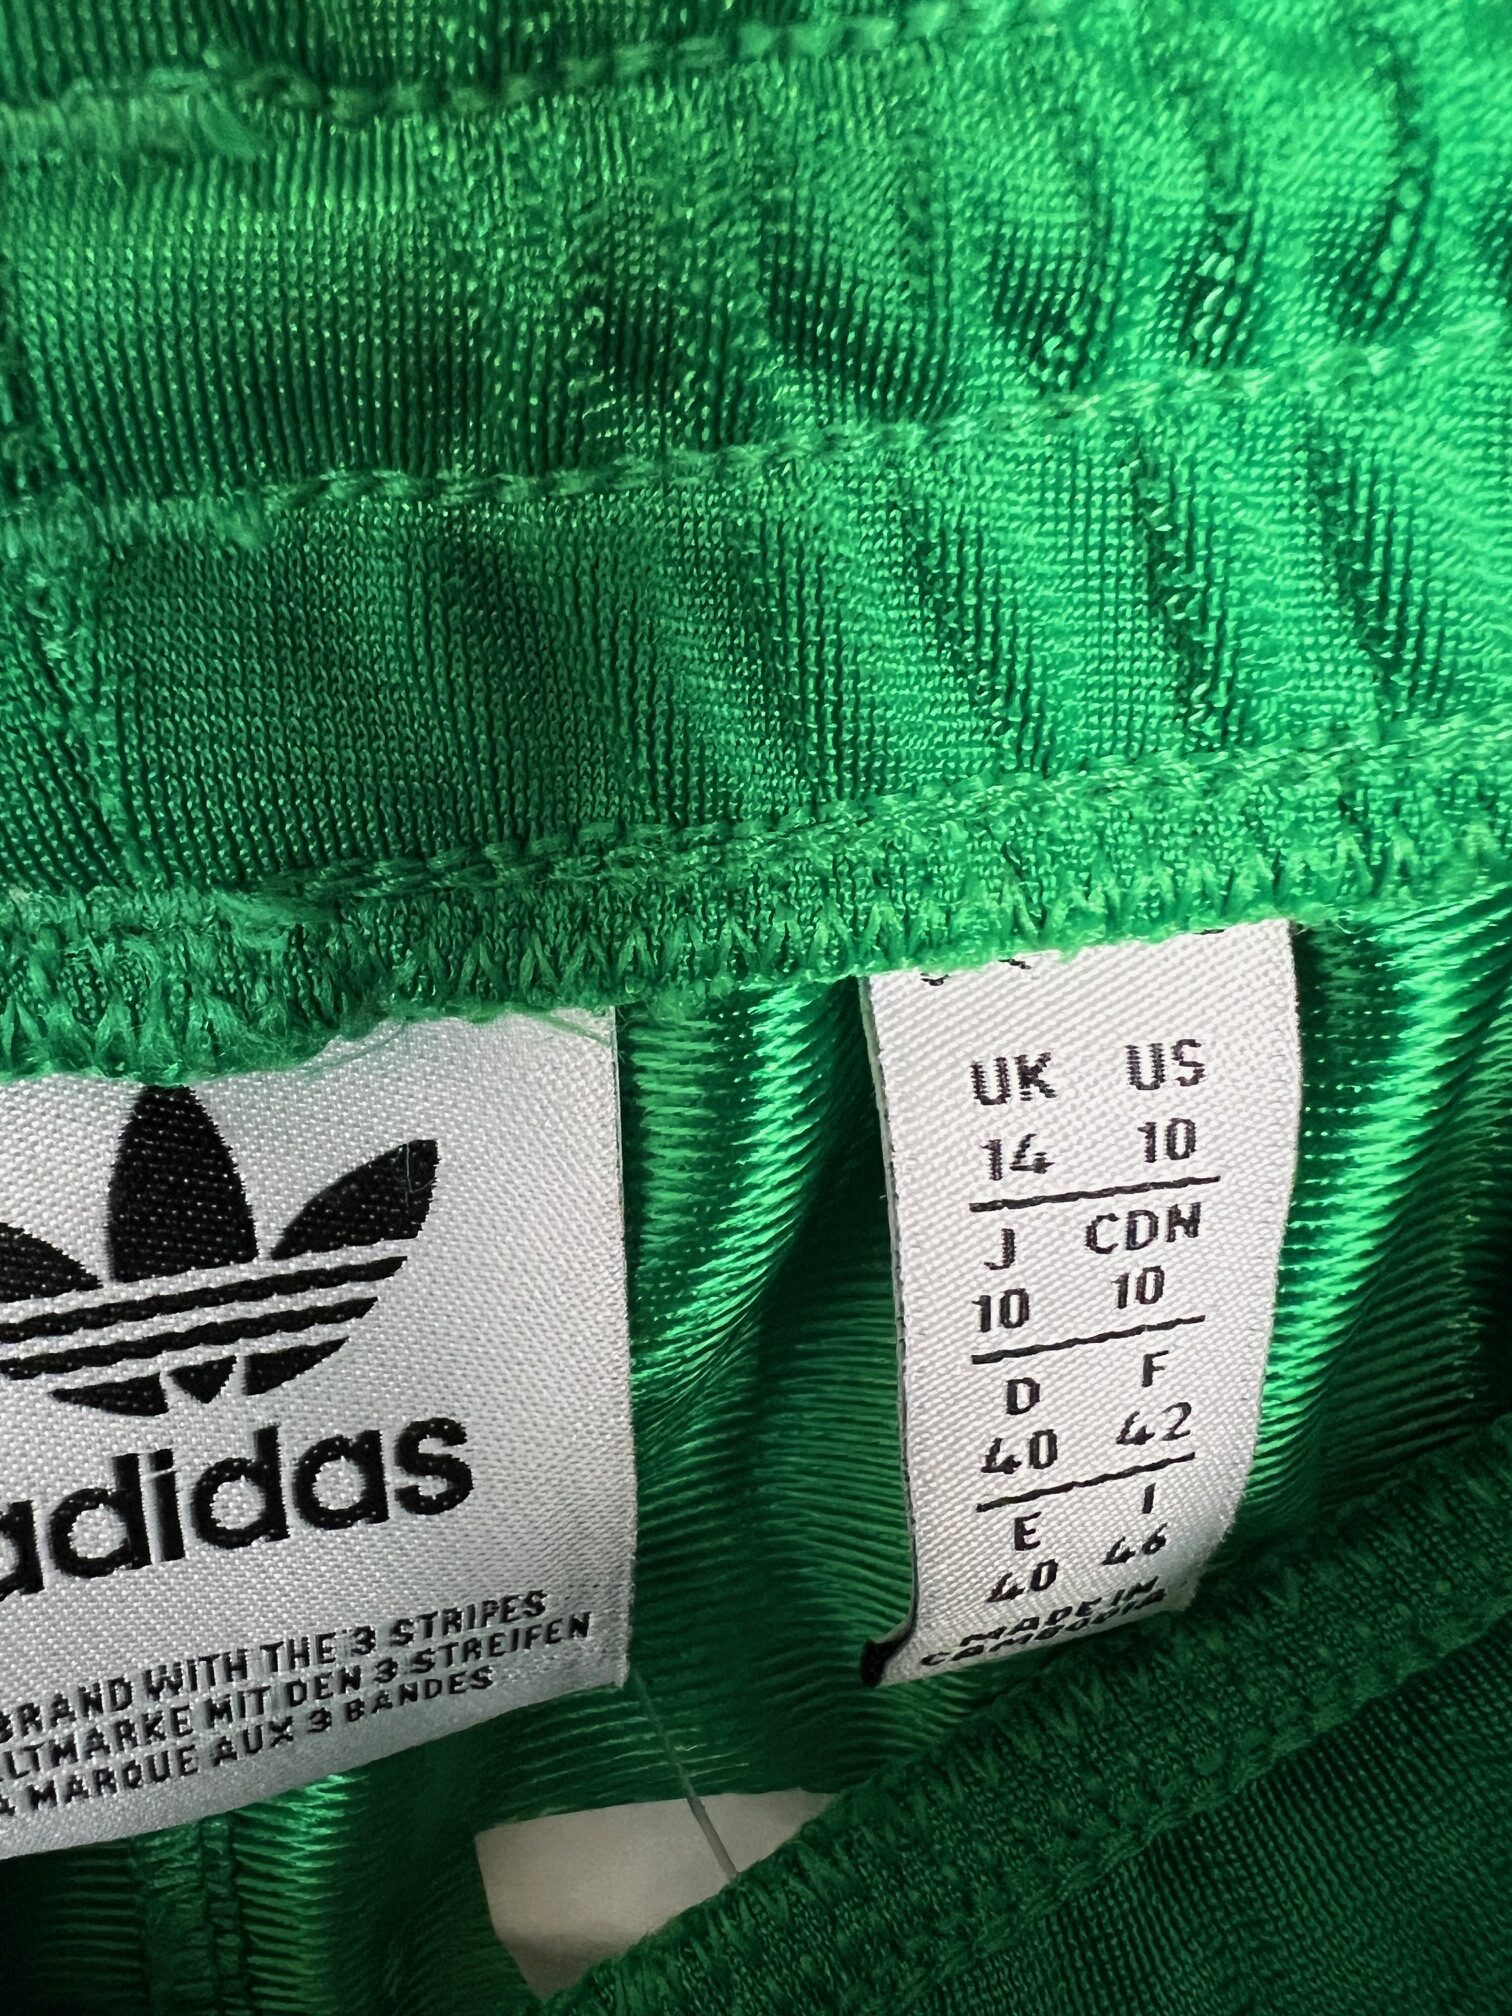 adidas
BRAND WITH THE 3 STRIPES
MARKE MIT DEN 3 STREIFEN
MARQUE AUX 3 BANDES
UK US
14 10
J CDN
10 10
D F
40 42
E I
40 46
MADE IN
CAMBODIA